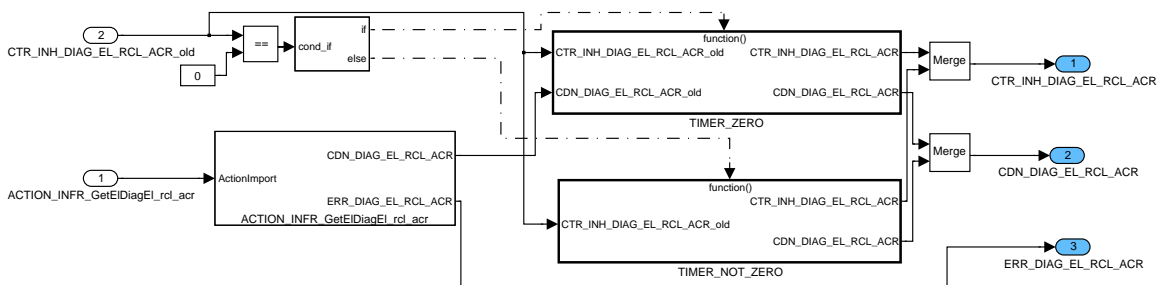 2
CTR_INH_DIAG_EL_RCL_ACR_old
0
==
cond_if
if
else
function()
CTR_INH_DIAG_EL_RCL_ACR_old
CDN_DIAG_EL_RCL_ACR_old
CTR_INH_DIAG_EL_RCL_ACR
CDN_DIAG_EL_RCL_ACR
TIMER_ZERO
Merge
1
CTR_INH_DIAG_EL_RCL_ACR
1
ACTION_INFR_GetElDiagEl_rcl_acr
ActionImport
CDN_DIAG_EL_RCL_ACR
ERR_DIAG_EL_RCL_ACR
ACTION_INFR_GetElDiagEl_rcl_acr
function()
CTR_INH_DIAG_EL_RCL_ACR_old
CTR_INH_DIAG_EL_RCL_ACR
CDN_DIAG_EL_RCL_ACR
TIMER_NOT_ZERO
Merge
2
CDN_DIAG_EL_RCL_ACR
3
ERR_DIAG_EL_RCL_ACR